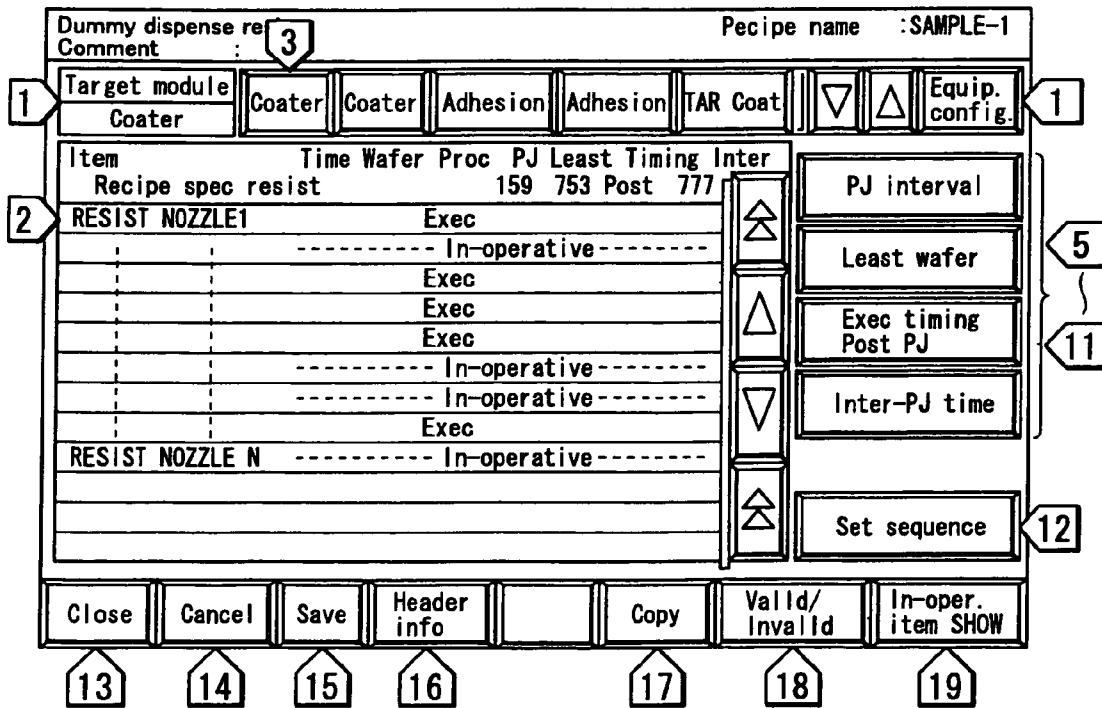 Dummy dispense re
Pecipe name :SAMPLE-1
Comment :
3
1
Target module
Coater
Coater
Coater
Adhesion
Adhesion
TAR Coat
Equip.
config.
1
Item Time Wafer Proc PJ Least Timing Inter
Recipe spec resist 159 753 Post 777
2
RESIST NOZZLE1 Exec
In-operative
Exec
Exec
Exec
In-operative
In-operative
Exec
RESIST NOZZLE N In-operative
PJ interval
Least wafer
Exec timing
Post PJ
Inter-PJ time
5
11
Set sequence
12
Close
Cancel
Save
Header
info
Copy
Valld/
Invalld
In-oper.
item SHOW
13
14
15
16
17
18
19